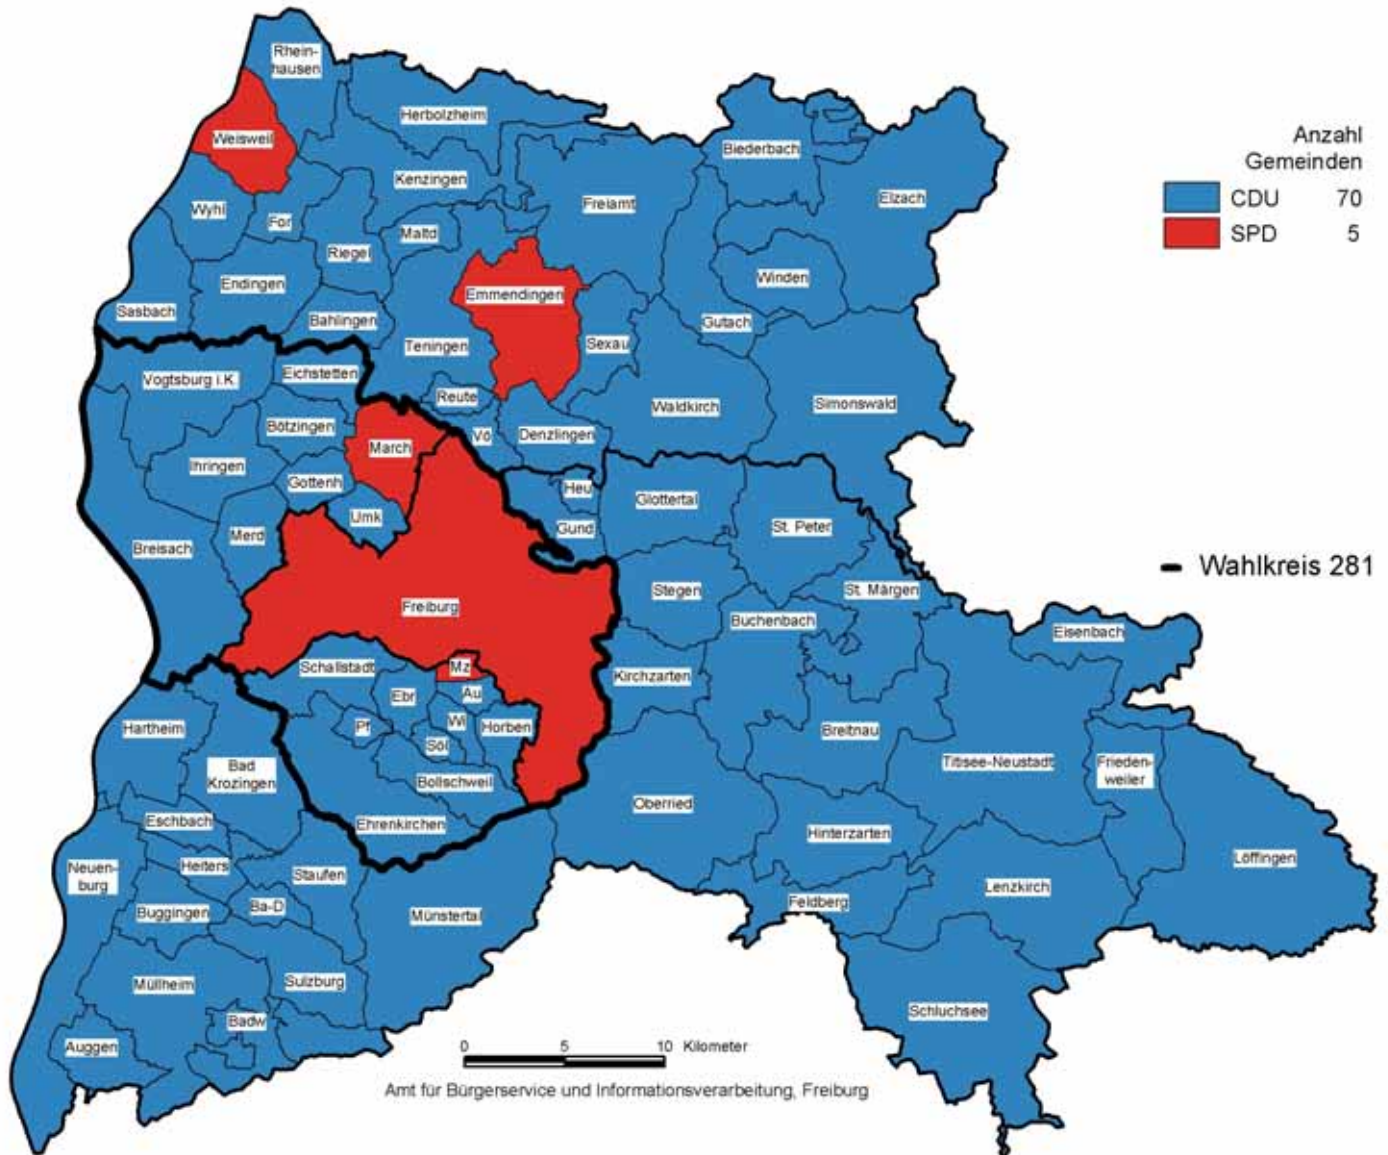 Rhein-
hausen
Weisweil
Herbolzheim
Biederbach
Anzahl
Gemeinden
CDU 70
SPD 5
Kenzingen
Elzach
Wyhl
For
Freiamt
Maltd
Riegel
Winden
Endingen
Emmendingen
Sasbach
Bahlingen
Gutach
Teningen
Sexau
Vogtsburg i.K.
Eichstetten
Reute
Waldkirch
Simonswald
Bötzingen
March
Vö
Denzlingen
Ihringen
Gottenh
Heu
Glottertal
Umk
Gund
St. Peter
Merd
Breisach
Wahlkreis 281
Stegen
St. Märgen
Freiburg
Buchenbach
Eisenbach
Schallstadt
Mz
Kirchzarten
Ebr
Au
Hartheim
Pf
Wi
Horben
Breitnau
Söl
Bad
Krozingen
Titisee-Neustadt
Frieden-
weiler
Bollschweil
Oberried
Eschbach
Ehrenkirchen
Hinterzarten
Löffingen
Neuen-
burg
Heiters
Staufen
Lenzkirch
Ba-D
Buggingen
Münstertal
Feldberg
Müllheim
Sulzburg
Schluchsee
Badw
Auggen
0 5 10 Kilometer
Amt für Bürgerservice und Informationsverarbeitung, Freiburg